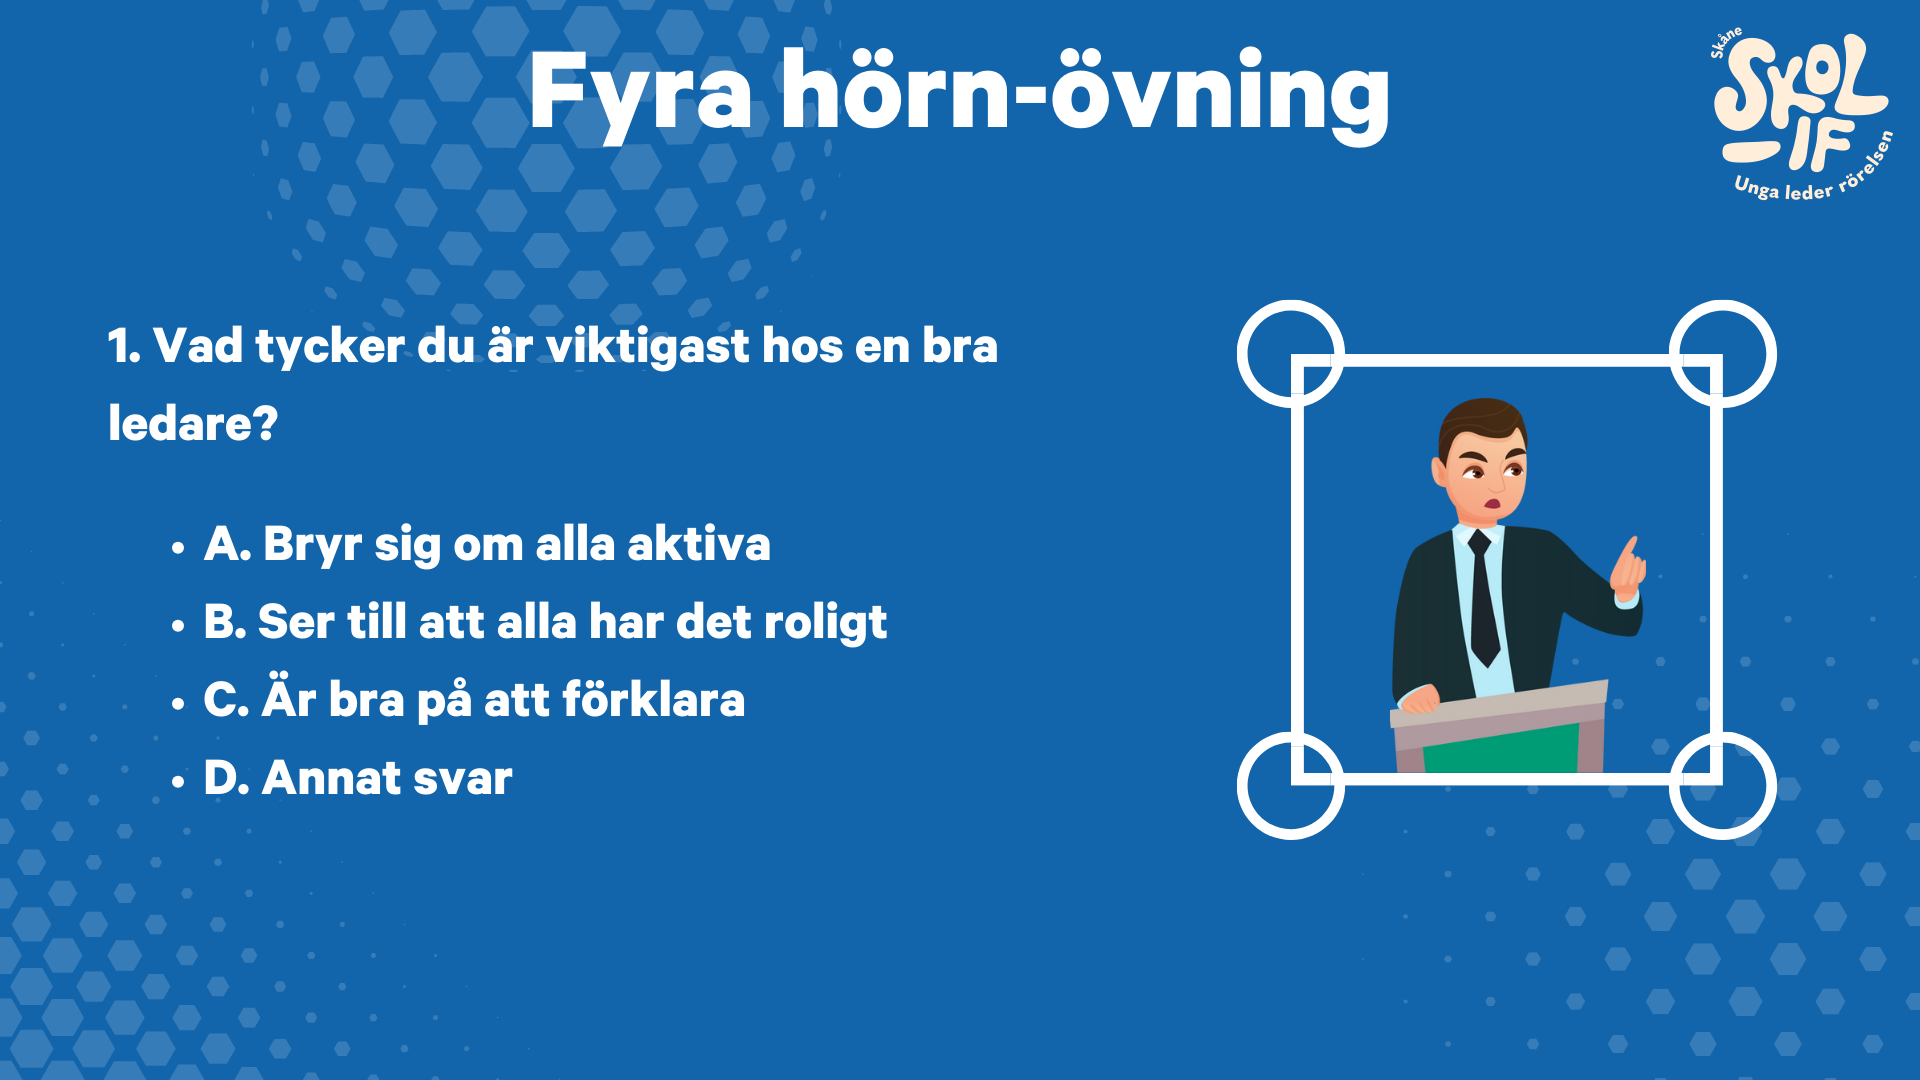 Fyra hörn-övning
Skåne
SKOL
-IF
Unga leder rörelsen
1. Vad tycker du är viktigast hos en bra
ledare?
• A. Bryr sig om alla aktiva
• B. Ser till att alla har det roligt
• C. Är bra på att förklara
• D. Annat svar